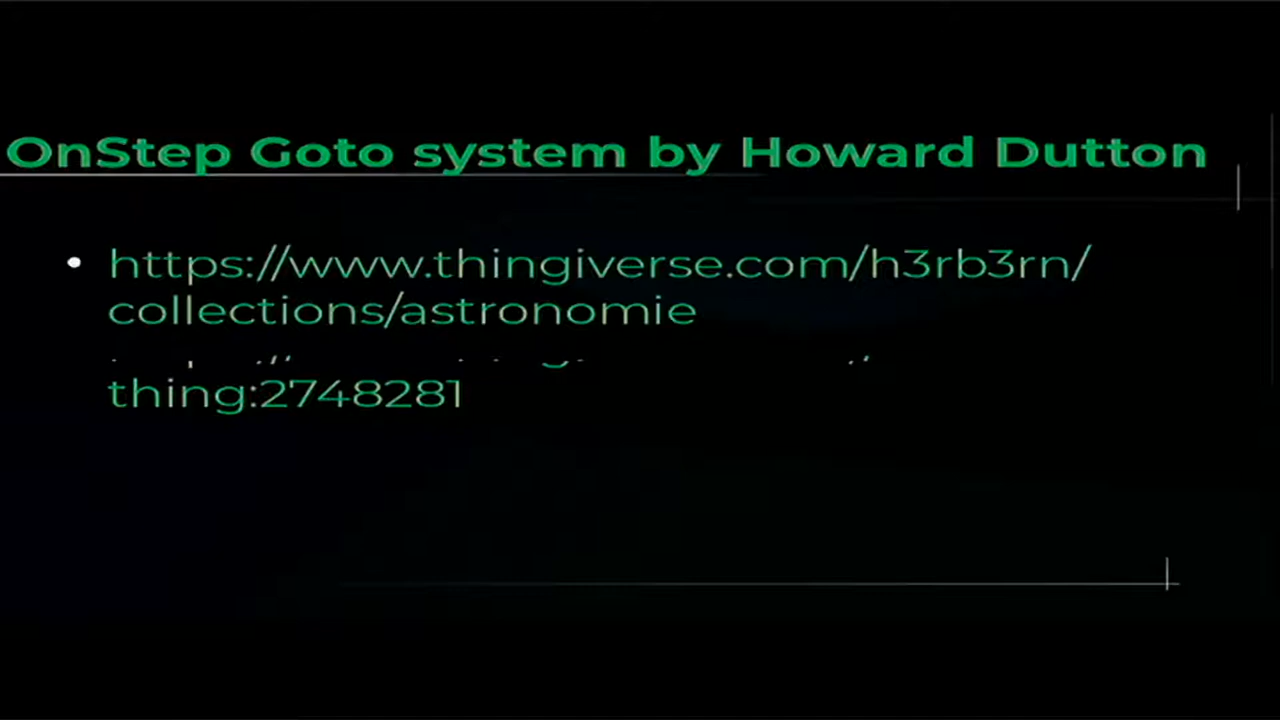 OnStep Goto system by Howard Dutton
• https://www.thingiverse.com/h3rb3rn/
collections/astronomie
thing:2748281